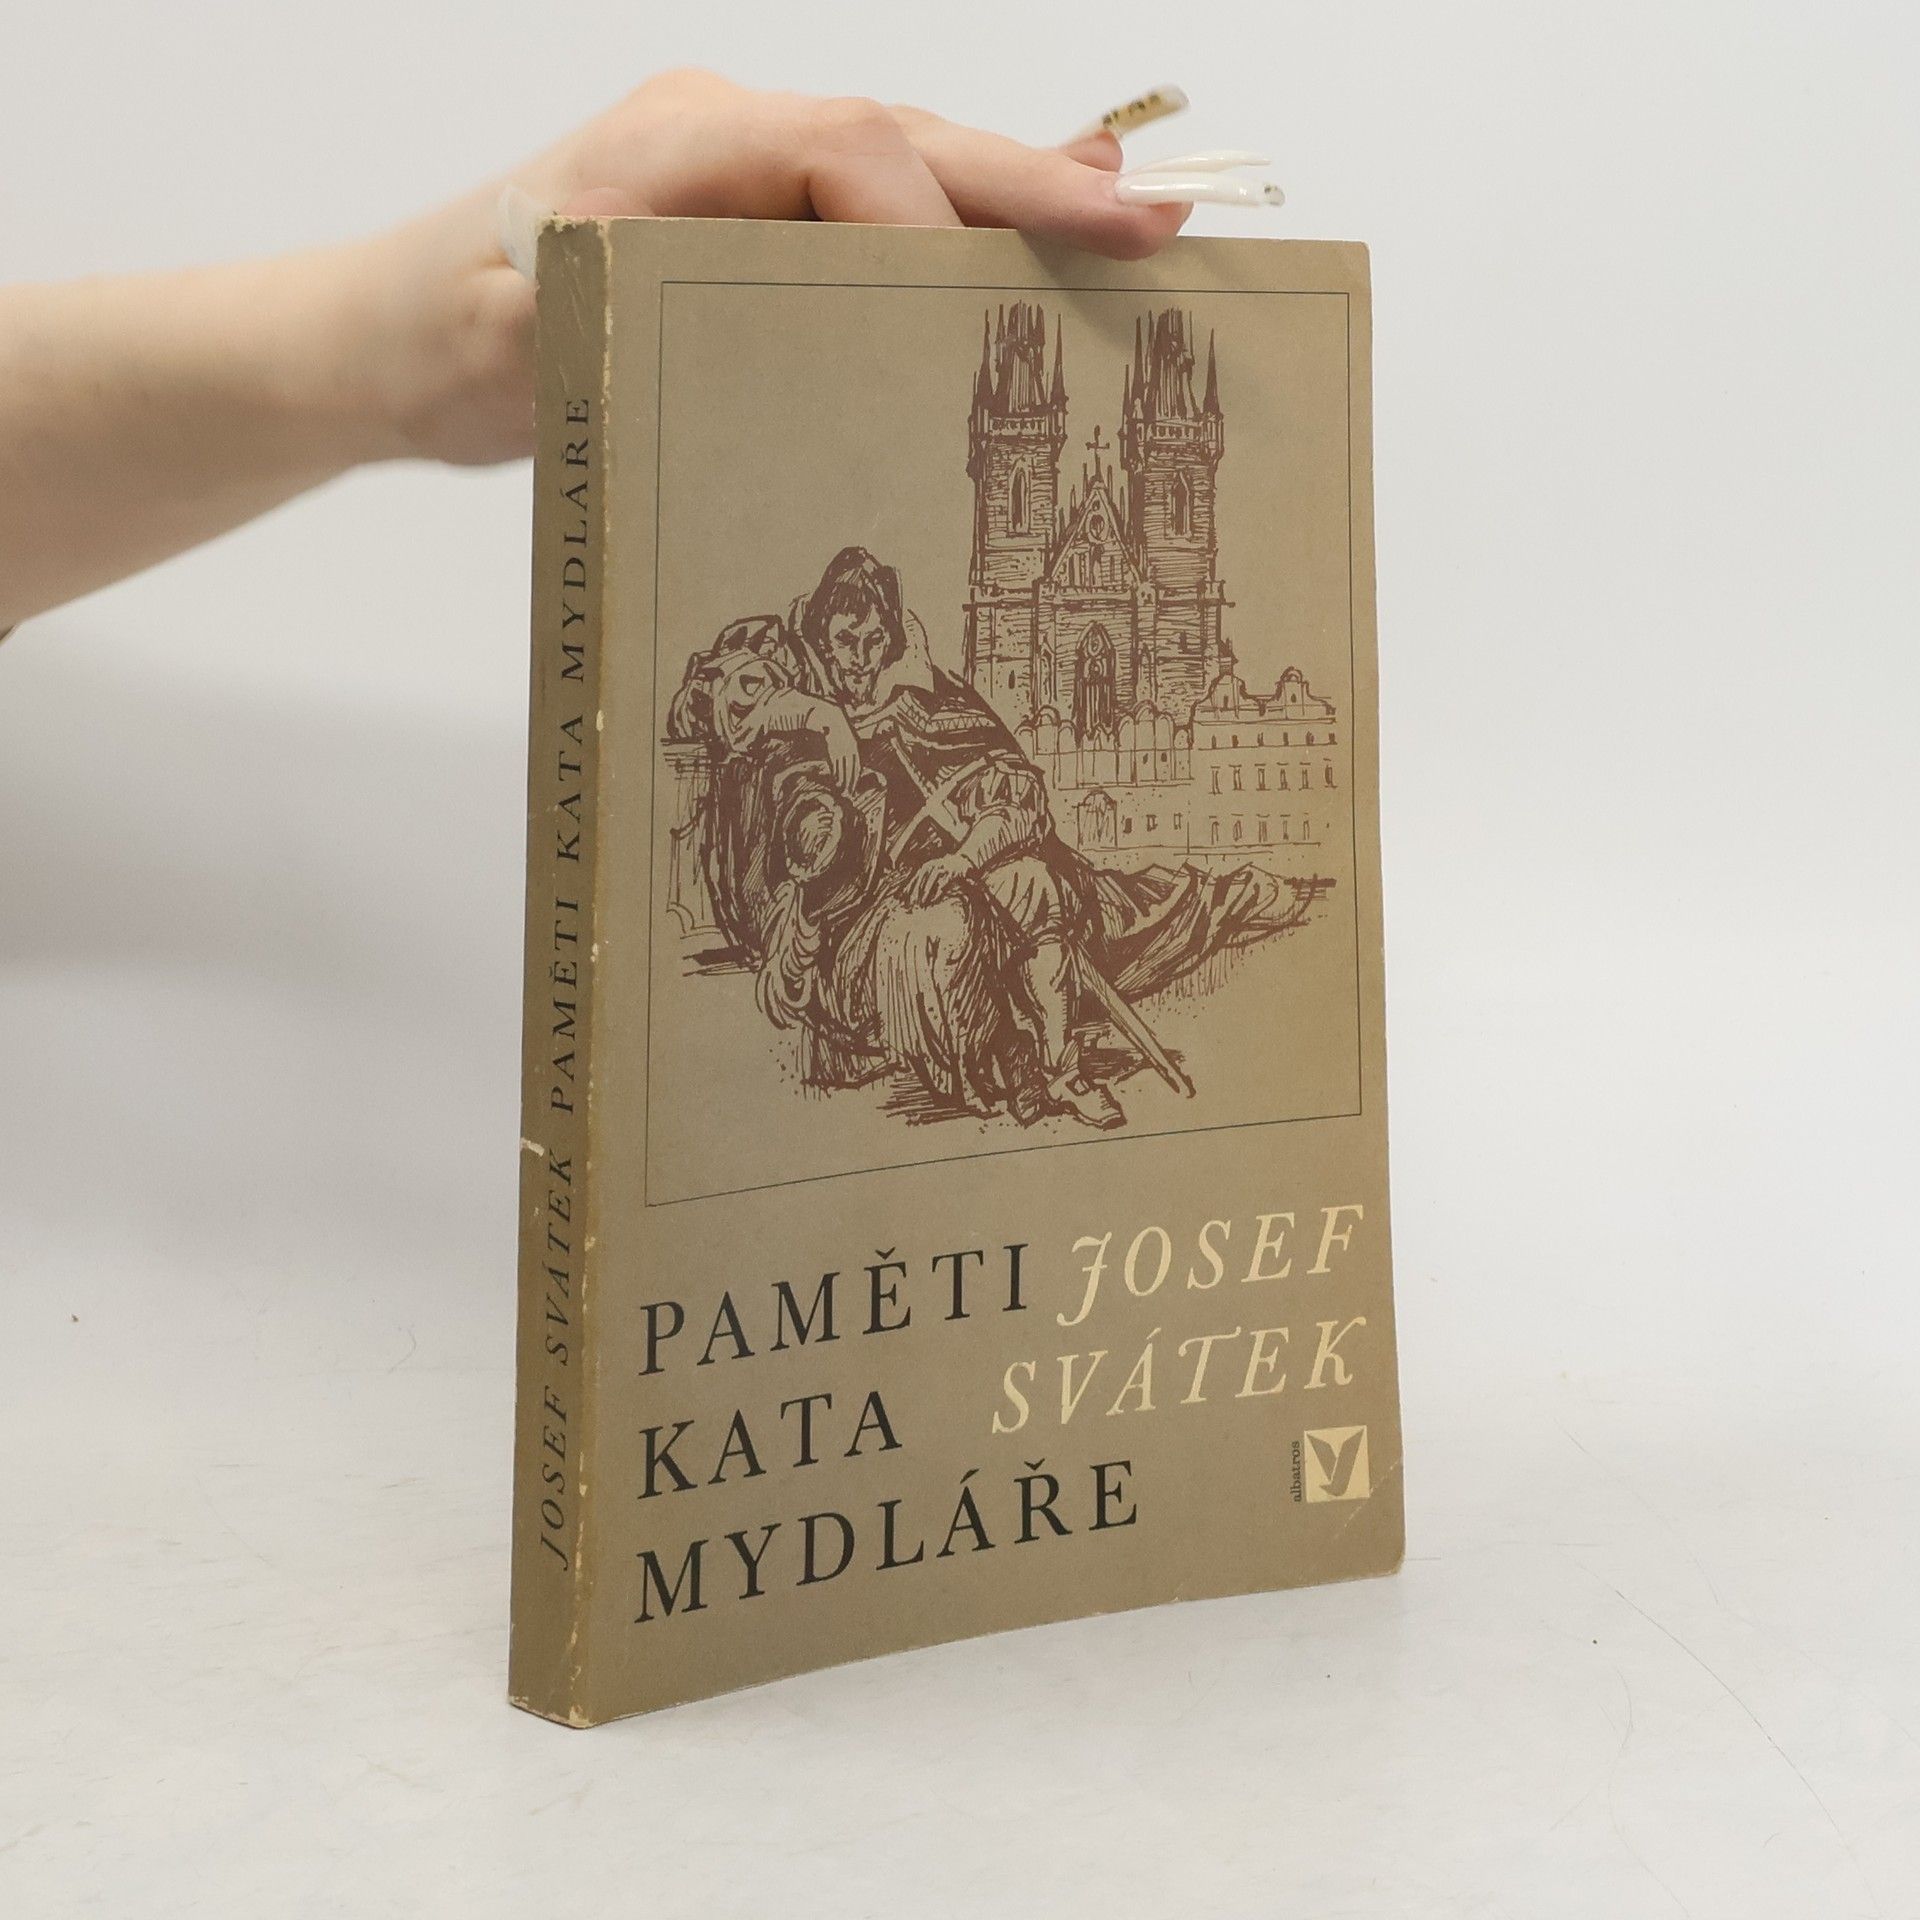 JOSEF SVÁTEK PAMĚTI KATA MYDLÁŘE
PAMĚTI
KATA
MYDLÁŘE
JOSEF
SVÁTEK
albatros